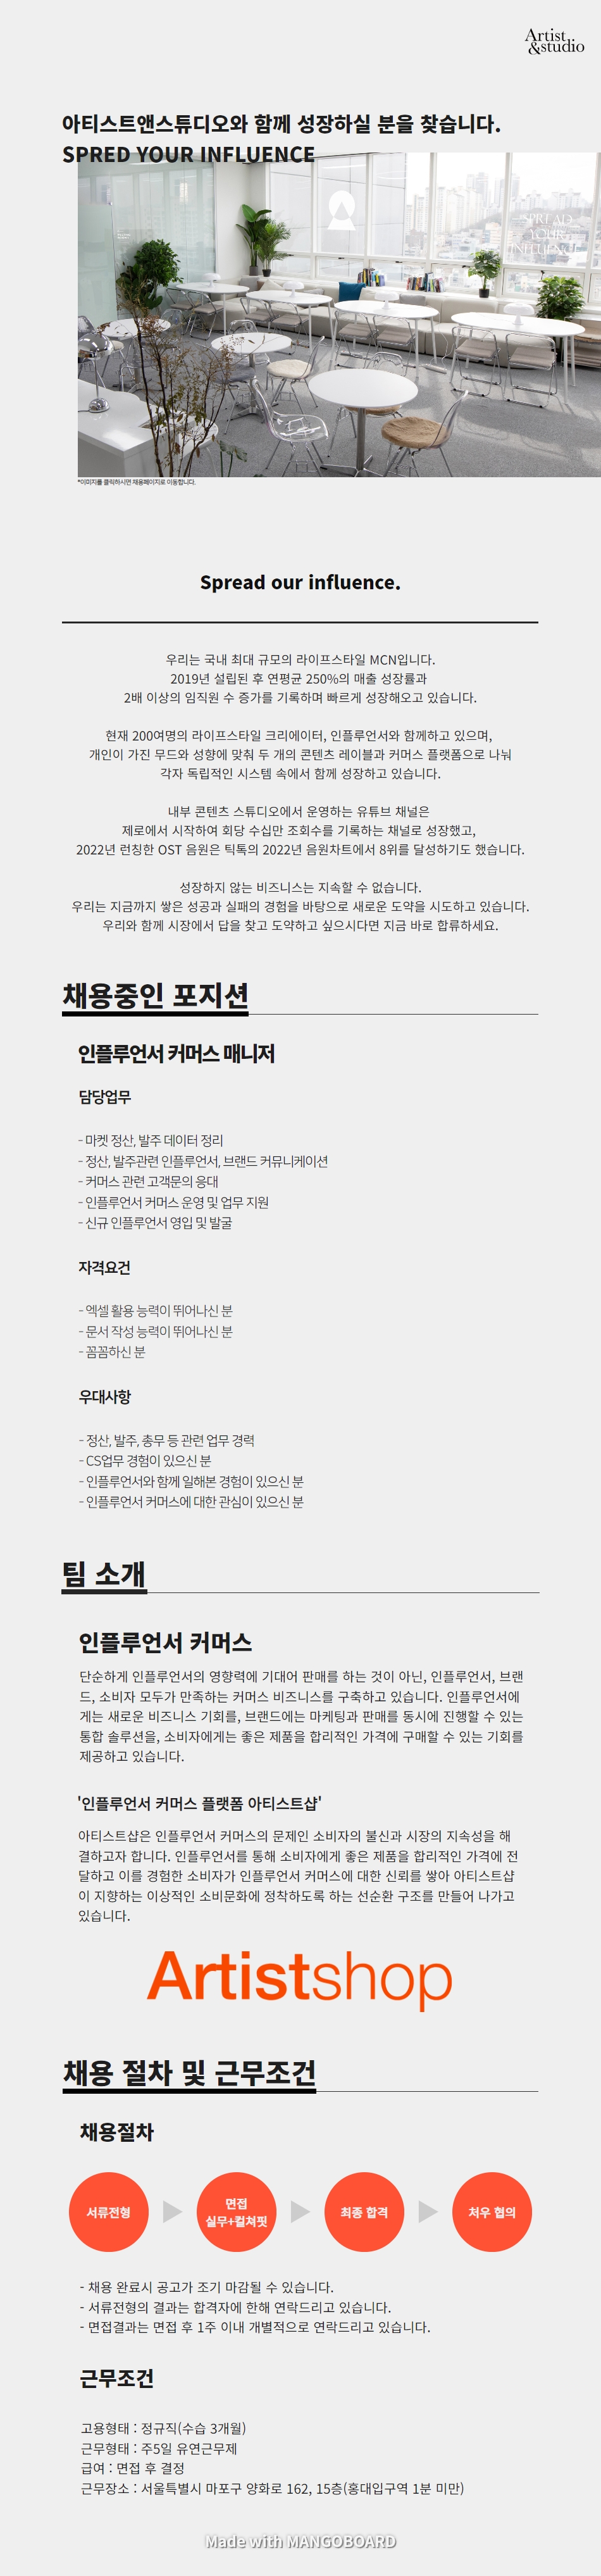 Artist
&studio
아티스트앤스튜디오와 함께 성장하실 분을 찾습니다.
SPRED YOUR INFLUENCE
SPREAD
YOUR
INFLUENCE
*이미지를 클릭하시면 채용페이지로 이동합니다.
Spread our influence.
우리는 국내 최대 규모의 라이프스타일 MCN입니다.
2019년 설립된 후 연평균 250%의 매출 성장률과
2배 이상의 임직원 수 증가를 기록하며 빠르게 성장해오고 있습니다.
현재 200여명의 라이프스타일 크리에이터, 인플루언서와 함께하고 있으며,
개인이 가진 무드와 성향에 맞춰 두 개의 콘텐츠 레이블과 커머스 플랫폼으로 나눠
각자 독립적인 시스템 속에서 함께 성장하고 있습니다.
내부 콘텐츠 스튜디오에서 운영하는 유튜브 채널은
제로에서 시작하여 회당 수십만 조회수를 기록하는 채널로 성장했고,
2022년 런칭한 OST 음원은 틱톡의 2022년 음원차트에서 8위를 달성하기도 했습니다.
성장하지 않는 비즈니스는 지속할 수 없습니다.
우리는 지금까지 쌓은 성공과 실패의 경험을 바탕으로 새로운 도약을 시도하고 있습니다.
우리와 함께 시장에서 답을 찾고 도약하고 싶으시다면 지금 바로 합류하세요.
채용중인 포지션
인플루언서 커머스 매니저
담당업무
- 마켓 정산, 발주 데이터 정리
- 정산, 발주관련 인플루언서, 브랜드 커뮤니케이션
- 커머스 관련 고객문의 응대
- 인플루언서 커머스 운영 및 업무 지원
- 신규 인플루언서 영입 및 발굴
자격요건
- 엑셀 활용 능력이 뛰어나신 분
- 문서 작성 능력이 뛰어나신 분
- 꼼꼼하신 분
우대사항
- 정산, 발주, 총무 등 관련 업무 경력
- CS업무 경험이 있으신 분
- 인플루언서와 함께 일해본 경험이 있으신 분
- 인플루언서 커머스에 대한 관심이 있으신 분
팀 소개
인플루언서 커머스
단순하게 인플루언서의 영향력에 기대어 판매를 하는 것이 아닌, 인플루언서, 브랜
드, 소비자 모두가 만족하는 커머스 비즈니스를 구축하고 있습니다. 인플루언서에
게는 새로운 비즈니스 기회를, 브랜드에는 마케팅과 판매를 동시에 진행할 수 있는
통합 솔루션을, 소비자에게는 좋은 제품을 합리적인 가격에 구매할 수 있는 기회를
제공하고 있습니다.
'인플루언서 커머스 플랫폼 아티스트샵'
아티스트샵은 인플루언서 커머스의 문제인 소비자의 불신과 시장의 지속성을 해
결하고자 합니다. 인플루언서를 통해 소비자에게 좋은 제품을 합리적인 가격에 전
달하고 이를 경험한 소비자가 인플루언서 커머스에 대한 신뢰를 쌓아 아티스트샵
이 지향하는 이상적인 소비문화에 정착하도록 하는 선순환 구조를 만들어 나가고
있습니다.
Artistshop
채용 절차 및 근무조건
채용절차
서류전형
면접
실무+컬쳐핏
최종 합격
처우 협의
- 채용 완료시 공고가 조기 마감될 수 있습니다.
- 서류전형의 결과는 합격자에 한해 연락드리고 있습니다.
- 면접결과는 면접 후 1주 이내 개별적으로 연락드리고 있습니다.
근무조건
고용형태 : 정규직(수습 3개월)
근무형태 : 주5일 유연근무제
급여 : 면접 후 결정
근무장소 : 서울특별시 마포구 양화로 162, 15층(홍대입구역 1분 미만)
Made with MANGOBOARD